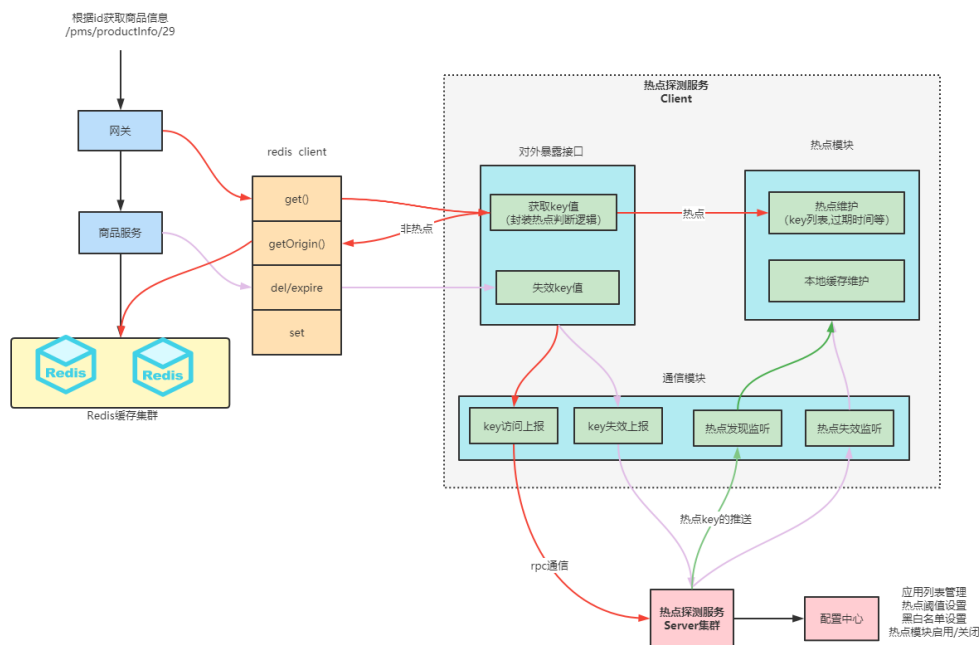 根据id获取商品信息
/pms/productInfo/29
网关
商品服务
Redis
Redis
Redis缓存集群
redis client
get()
getOrigin()
del/expire
set
非热点
热点探测服务
Client
对外暴露接口
获取key值
（封装热点判断逻辑）
失效key值
热点
热点模块
热点维护
（key列表,过期时间等）
本地缓存维护
通信模块
key访问上报
key失效上报
热点发现监听
热点失效监听
热点key的推送
rpc通信
热点探测服务
Server集群
配置中心
应用列表管理
热点阈值设置
黑白名单设置
热点模块启用/关闭